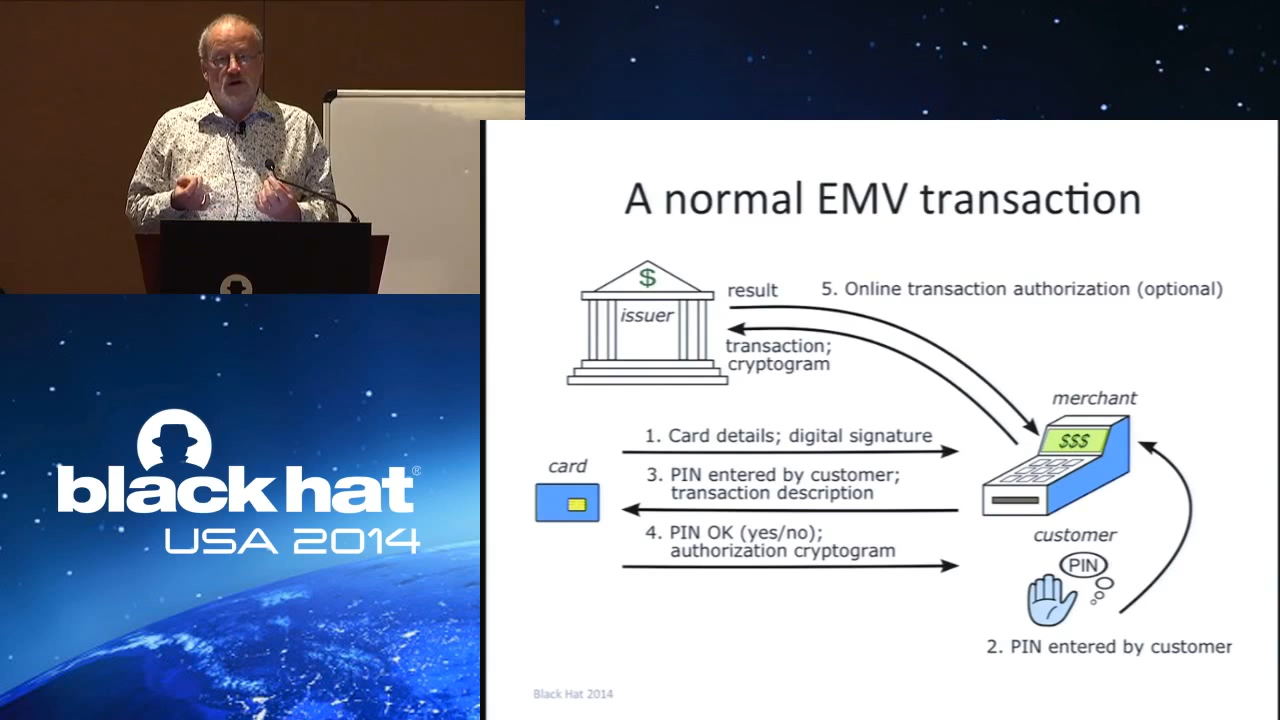 A normal EMV transaction
$
issuer
result
5. Online transaction authorization (optional)
transaction;
cryptogram
merchant
$$$
1. Card details; digital signature
card
3. PIN entered by customer;
transaction description
4. PIN OK (yes/no);
authorization cryptogram
customer
PIN
2. PIN entered by customer
Black Hat 2014
black hat®
USA 2014